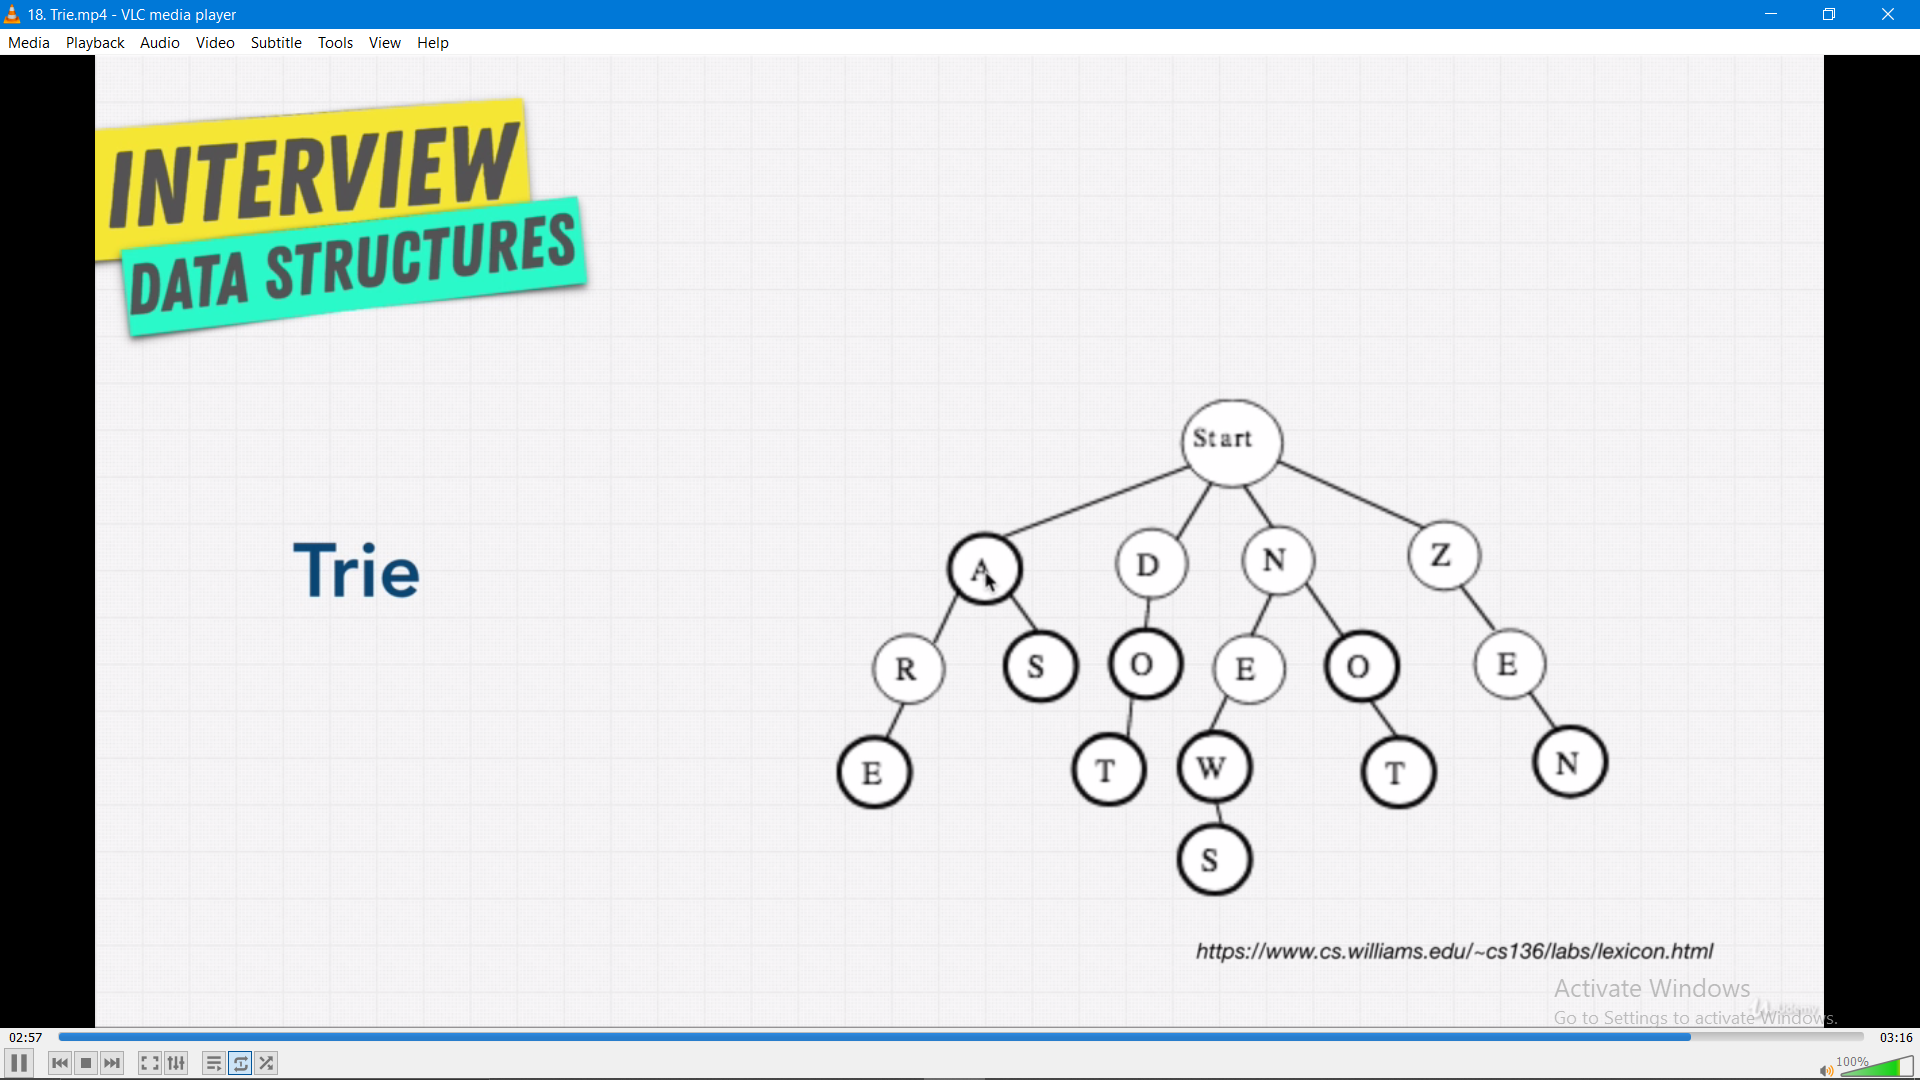 18. Trie.mp4 - VLC media player
Media Playback Audio Video Subtitle Tools View Help
INTERVIEW
DATA STRUCTURES
Trie
Start
A D N Z
R S O E O E
E T W T N
S
https://www.cs.williams.edu/~cs136/labs/lexicon.html
Activate Windows
Go to Settings to activate Windows.
02:57 03:16
100%